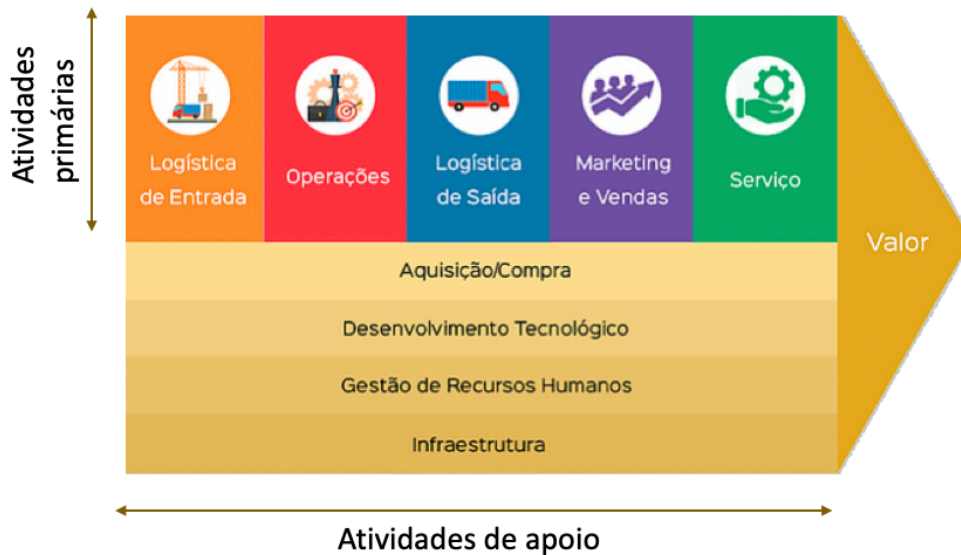 Atividades
primárias
Logística
de Entrada
Operações
Logística
de Saída
Marketing
e Vendas
Serviço
Valor
Aquisição/Compra
Desenvolvimento Tecnológico
Gestão de Recursos Humanos
Infraestrutura
Atividades de apoio